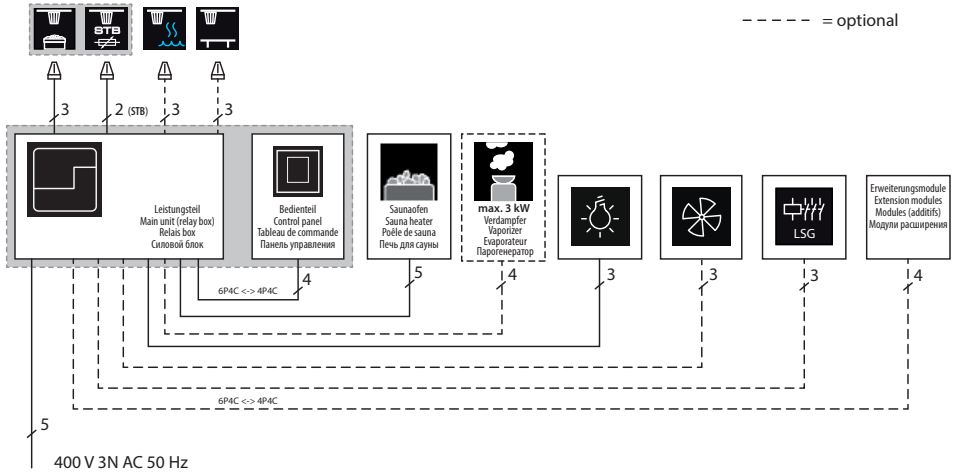 = optional
STB
3
2 (STB)
3
3
Leistungsteil
Main unit (relay box)
Relais box
Силовой блок
Bedienteil
Control panel
Tableau de commande
Панель управления
Saunaofen
Sauna heater
Poêle de sauna
Печь для сауны
max. 3 kW
Verdampfer
Vaporizer
Evaporateur
Парогенератор
LSG
Erweiterungsmodule
Extension modules
Modules (additifs)
Модули расширения
6P4C <-> 4P4C
4
5
4
3
3
3
4
6P4C <-> 4P4C
5
400 V 3N AC 50 Hz